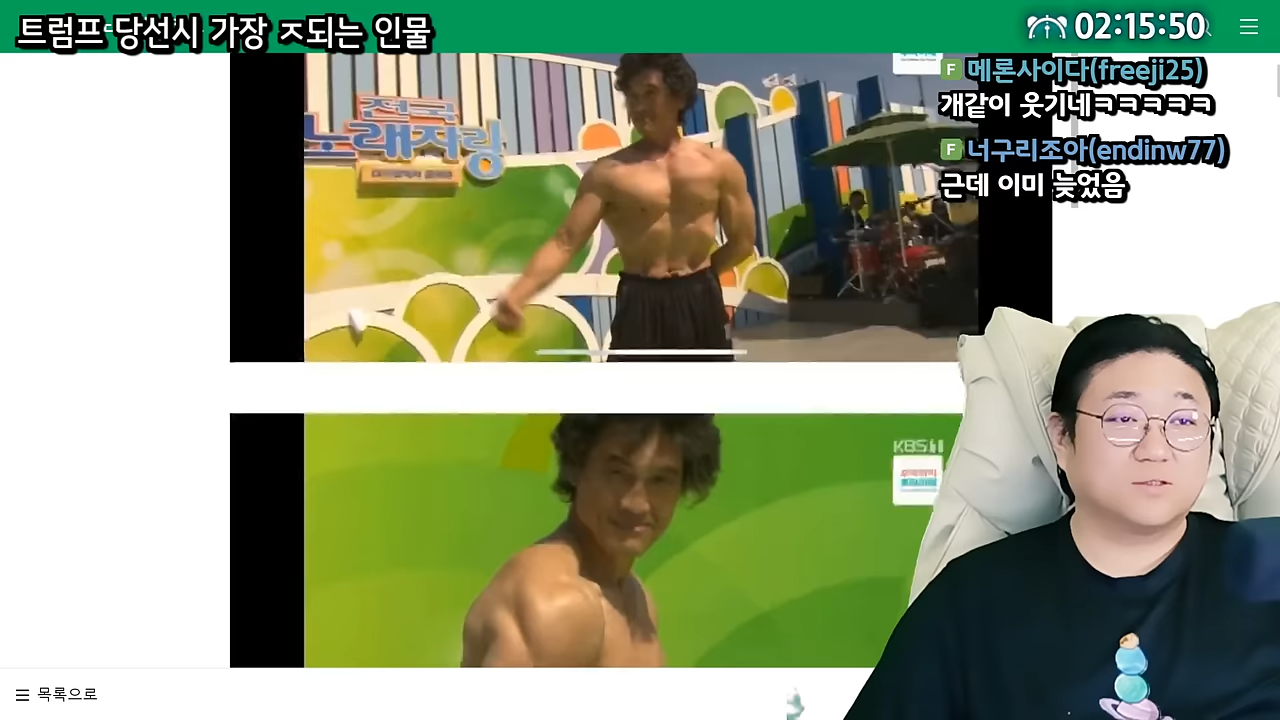 트럼프 당선시 가장 ㅈ되는 인물
02:15:50
F 메론사이다(freeji25)
개같이 웃기네ㅋㅋㅋㅋㅋ
F 너구리조아(endinw77)
근데 이미 늦었음
전국
노래자랑
KBS 1
목록으로